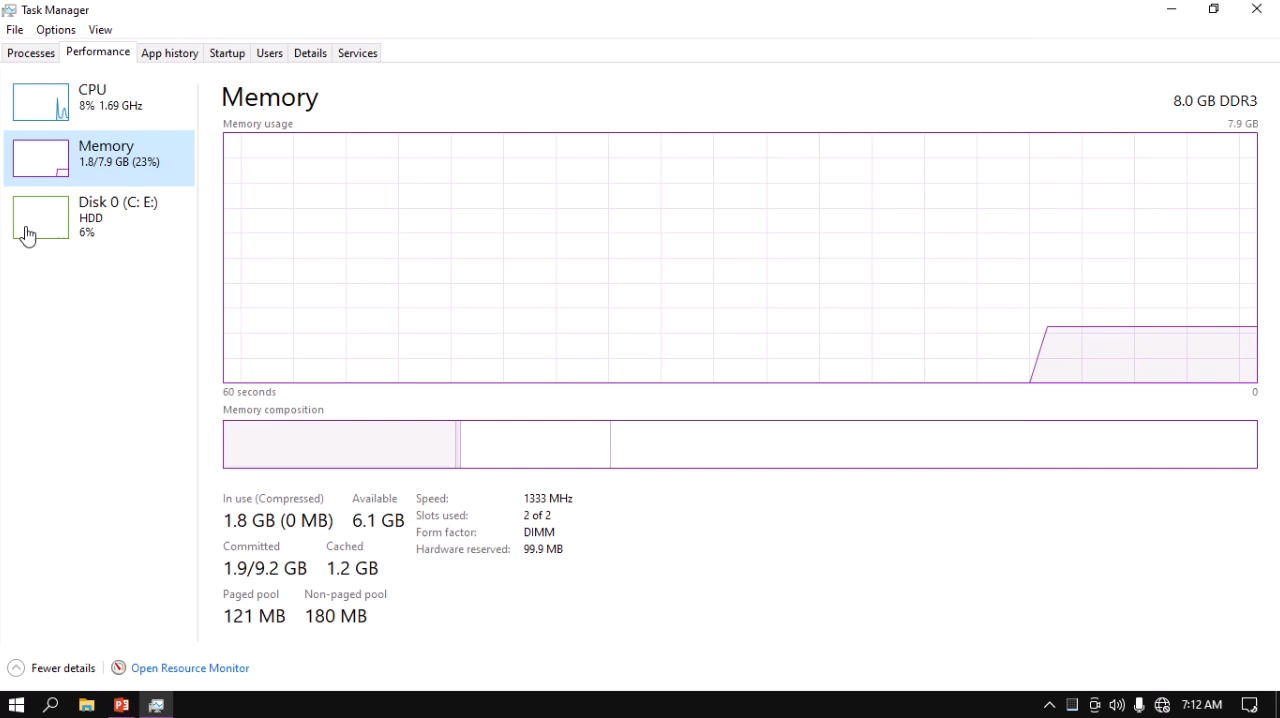 Task Manager
File Options View
Processes Performance App history Startup Users Details Services
CPU
8% 1.69 GHz
Memory
1.8/7.9 GB (23%)
Disk 0 (C: E:)
HDD
6%
Memory 8.0 GB DDR3
Memory usage 7.9 GB
60 seconds 0
Memory composition
In use (Compressed) Available
1.8 GB (0 MB) 6.1 GB
Committed Cached
1.9/9.2 GB 1.2 GB
Paged pool Non-paged pool
121 MB 180 MB
Speed: 1333 MHz
Slots used: 2 of 2
Form factor: DIMM
Hardware reserved: 99.9 MB
Fewer details Open Resource Monitor
7:12 AM